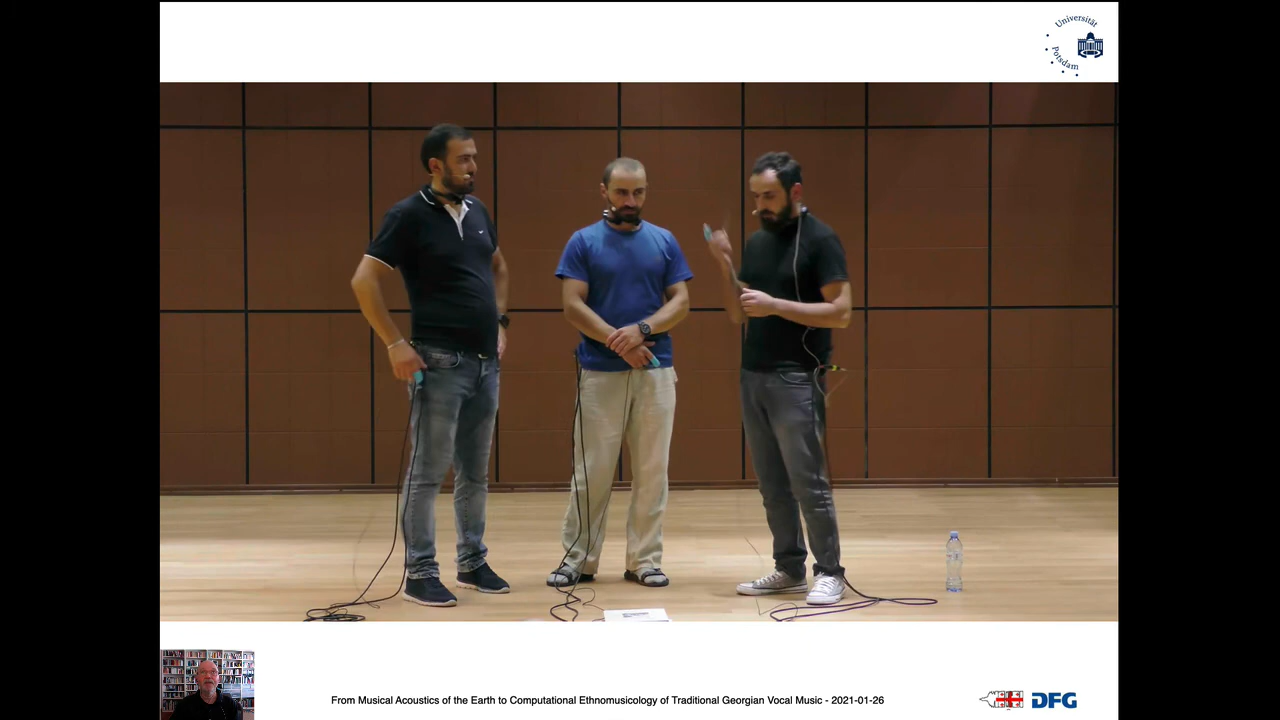 Universität
Potsdam
From Musical Acoustics of the Earth to Computational Ethnomusicology of Traditional Georgian Vocal Music - 2021-01-26
DFG